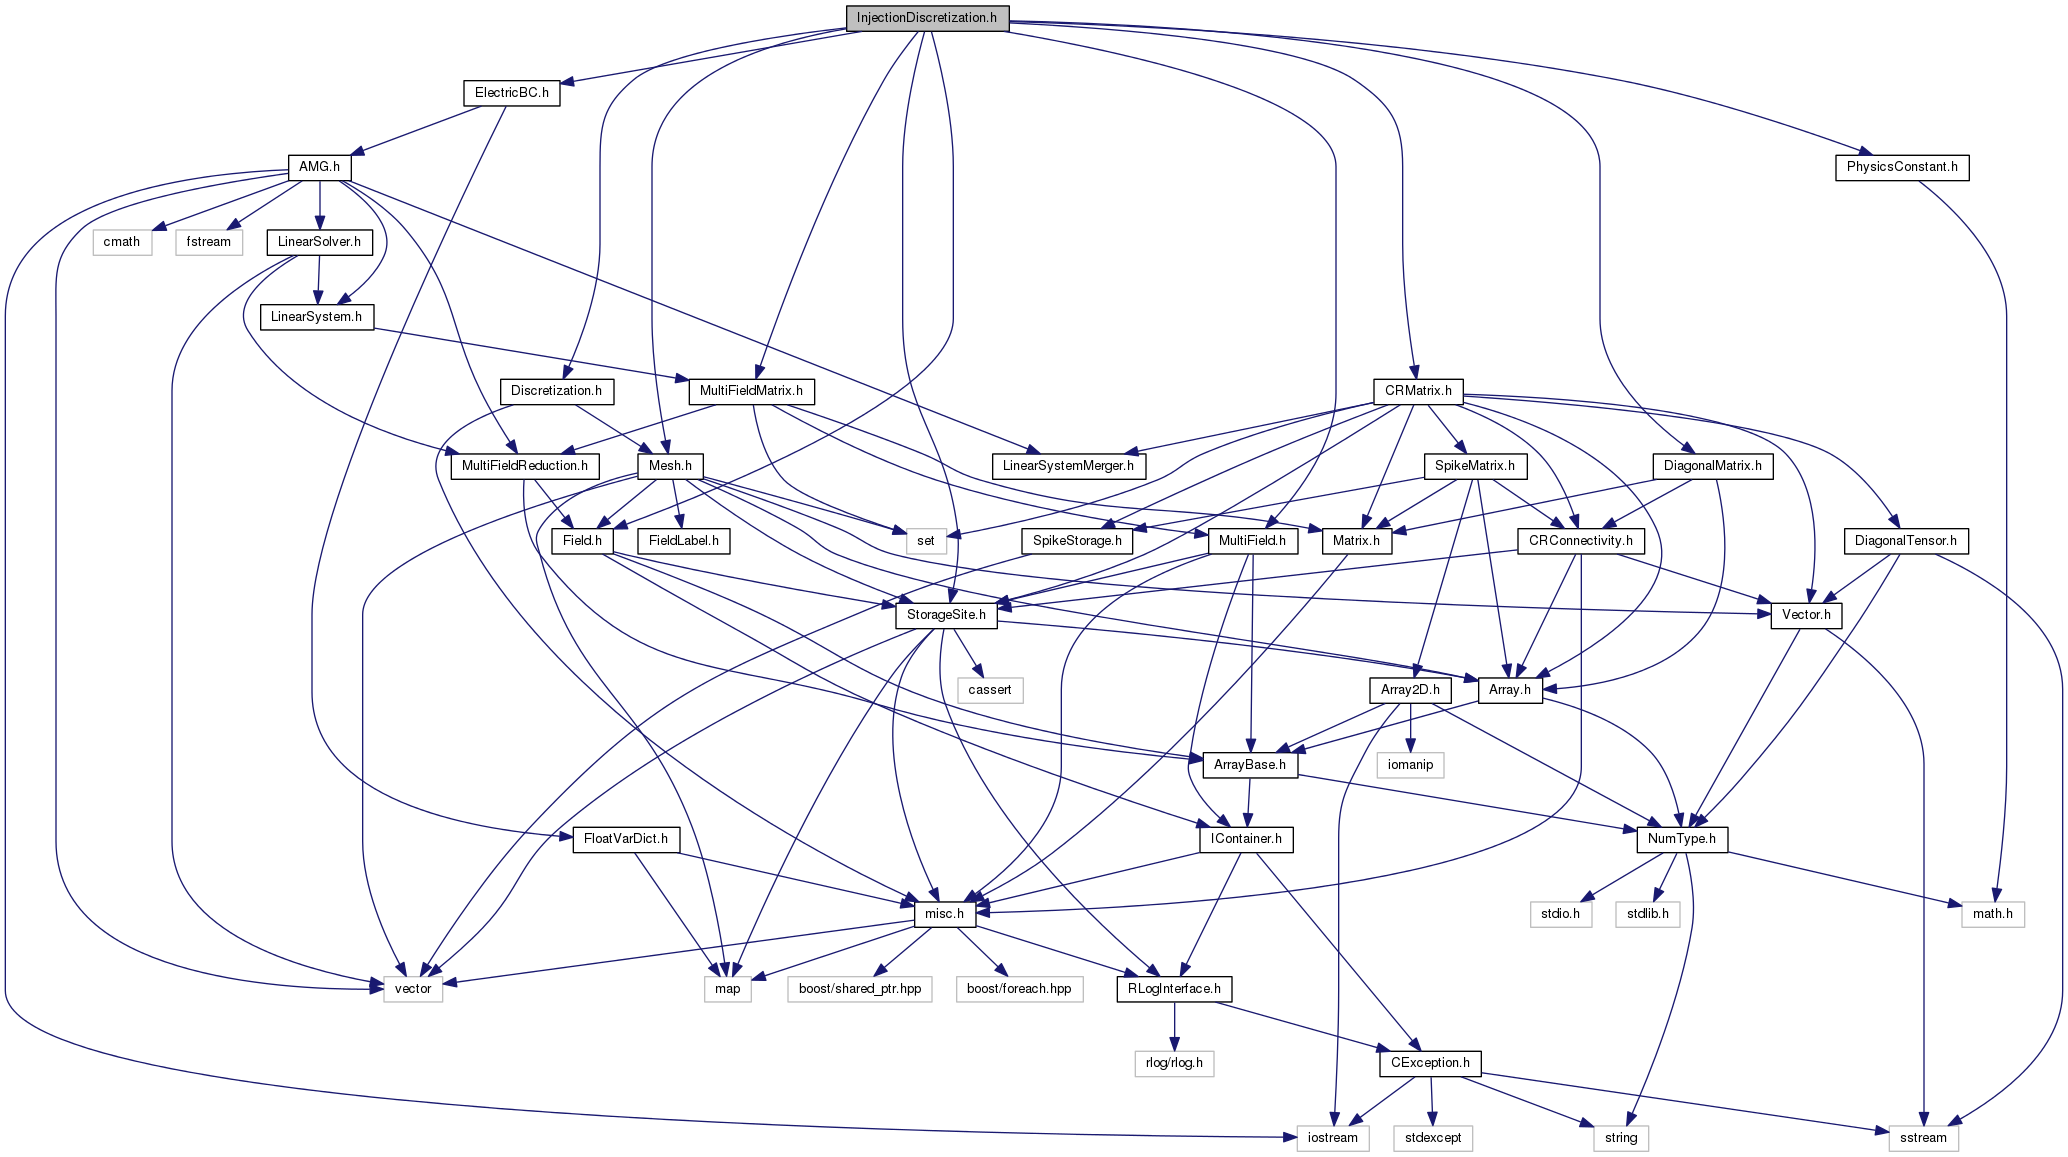 InjectionDiscretization.h
ElectricBC.h
AMG.h
PhysicsConstant.h
cmath
fstream
LinearSolver.h
LinearSystem.h
Discretization.h
MultiFieldMatrix.h
CRMatrix.h
MultiFieldReduction.h
Mesh.h
LinearSystemMerger.h
SpikeMatrix.h
DiagonalMatrix.h
Field.h
FieldLabel.h
set
SpikeStorage.h
MultiField.h
Matrix.h
CRConnectivity.h
DiagonalTensor.h
StorageSite.h
Vector.h
cassert
Array2D.h
Array.h
ArrayBase.h
iomanip
FloatVarDict.h
IContainer.h
NumType.h
misc.h
stdio.h
stdlib.h
math.h
vector
map
boost/shared_ptr.hpp
boost/foreach.hpp
RLogInterface.h
rlog/rlog.h
CException.h
iostream
stdexcept
string
sstream